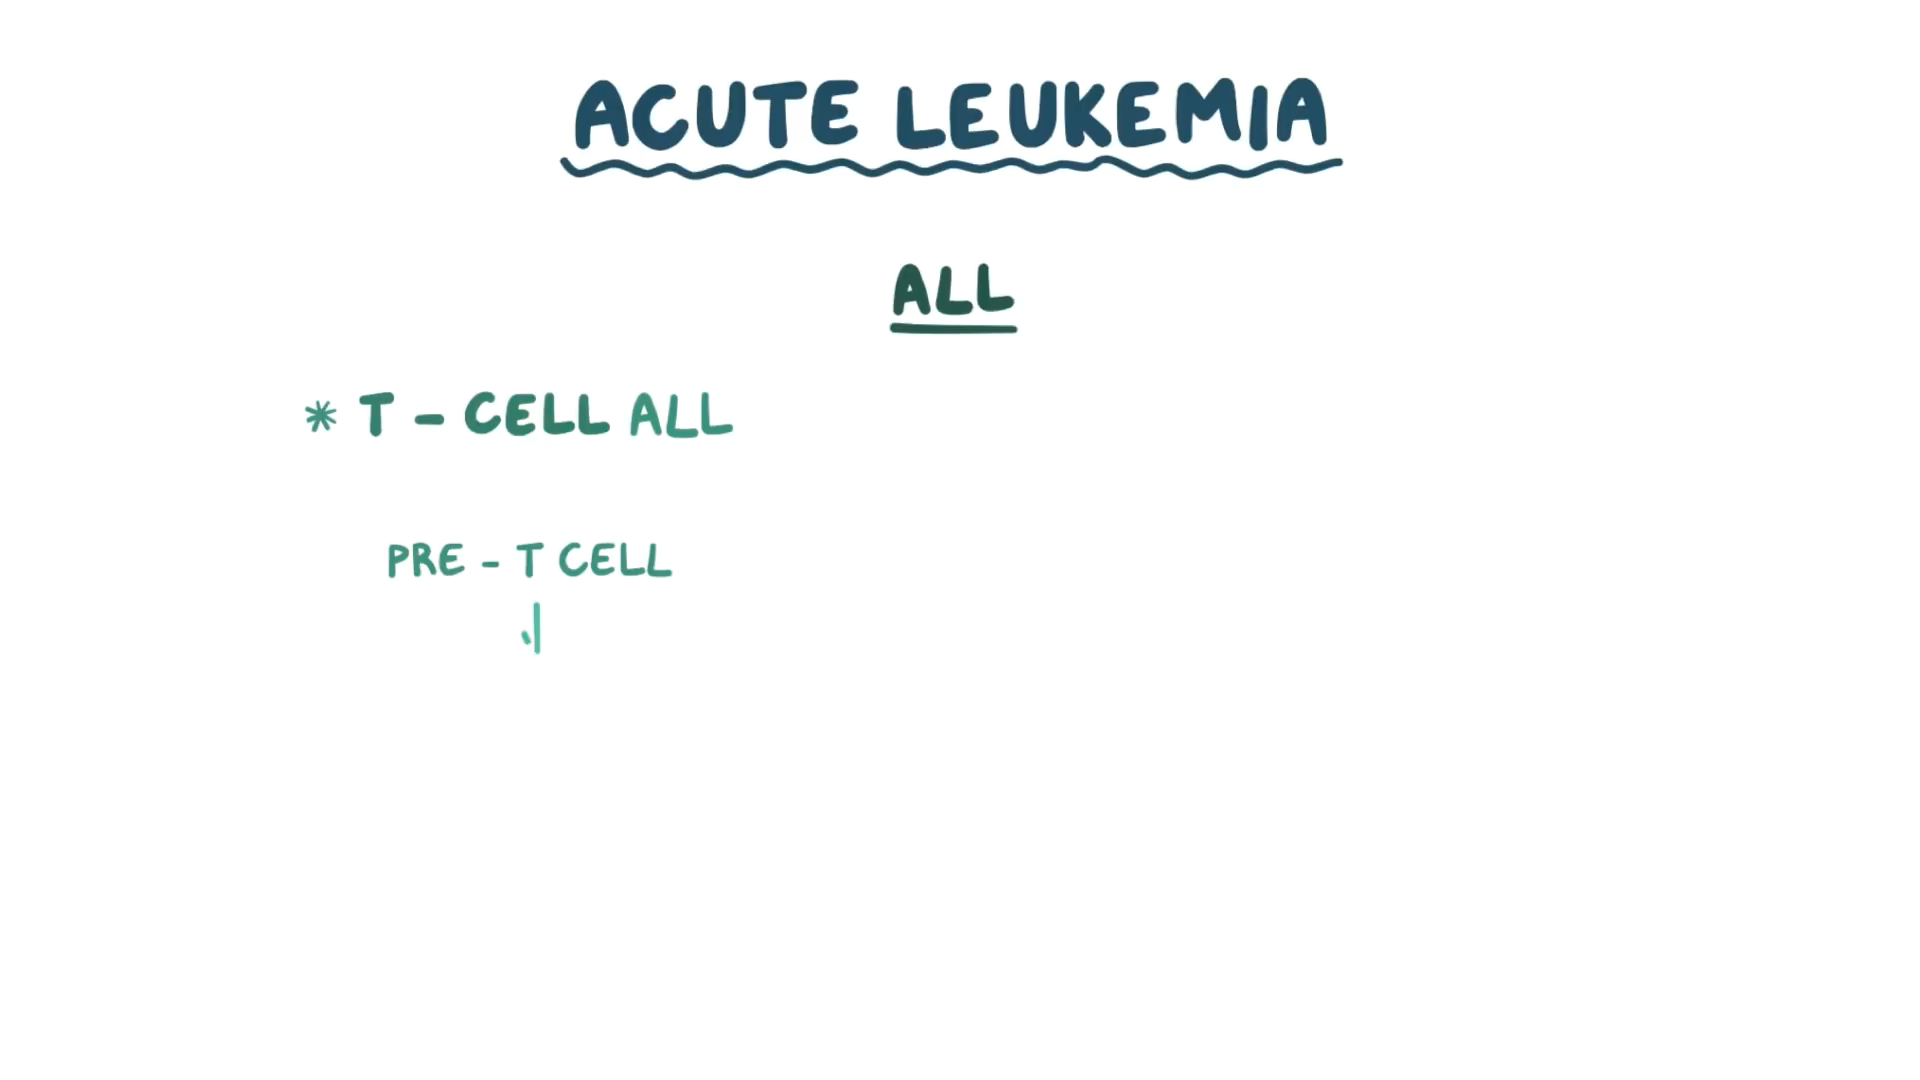 ACUTE LEUKEMIA
ALL
* T - CELL ALL
PRE - T CELL